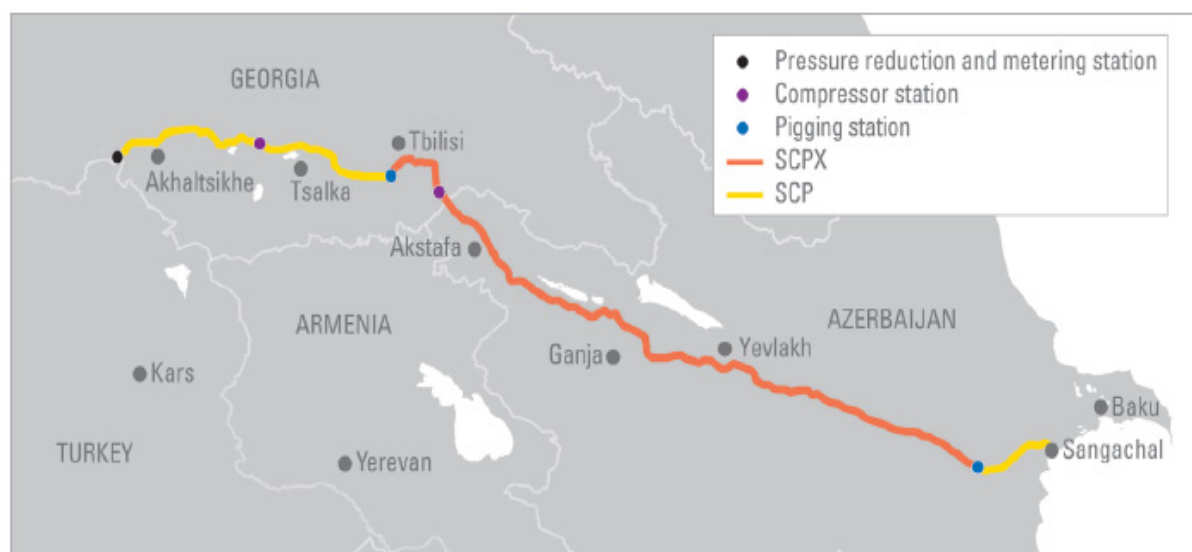 Pressure reduction and metering station
Compressor station
Pigging station
SCPX
SCP
GEORGIA
Tbilisi
Akhaltsikhe
Tsalka
Akstafa
ARMENIA
AZERBAIJAN
Ganja
Yevlakh
Kars
Baku
TURKEY
Yerevan
Sangachal